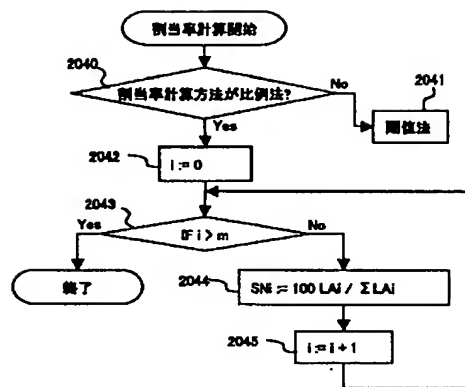 割当率計算開始
2040
割当率計算方法が比例法?
No
2041
閾値法
Yes
2042
i := 0
2043
Yes
IF i > m
No
終了
2044
SNi := 100 LAi / ΣLAi
2045
i := i + 1